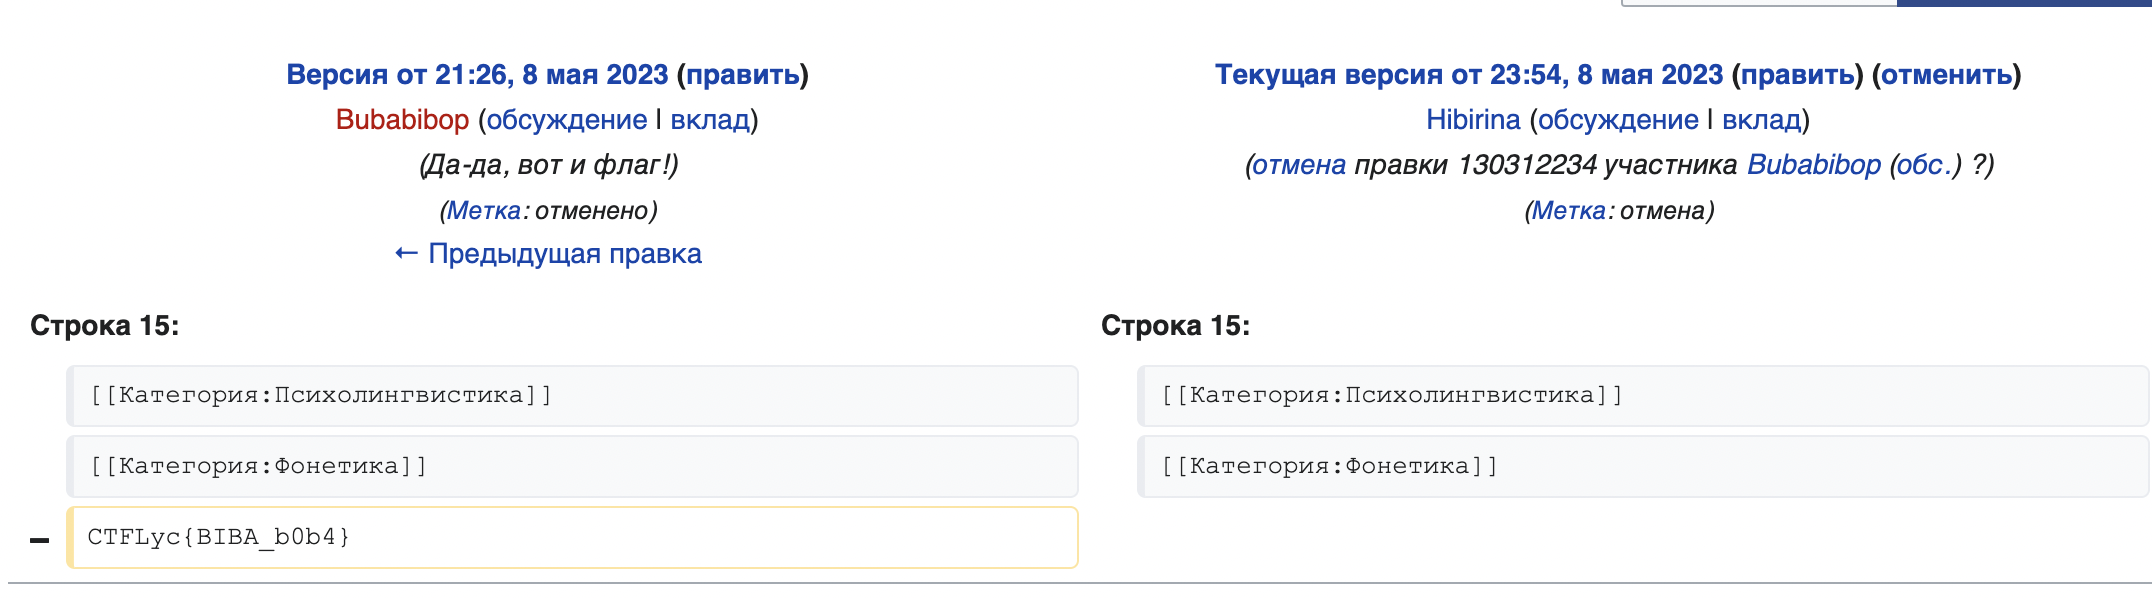 Версия от 21:26, 8 мая 2023 (править)
Bubabibop (обсуждение | вклад)
(Да-да, вот и флаг!)
(Метка: отменено)
← Предыдущая правка
Текущая версия от 23:54, 8 мая 2023 (править) (отменить)
Hibirina (обсуждение | вклад)
(отмена правки 130312234 участника Bubabibop (обс.) ?)
(Метка: отмена)
Строка 15:
Строка 15:
[[Категория:Психолингвистика]]
[[Категория:Психолингвистика]]
[[Категория:Фонетика]]
[[Категория:Фонетика]]
− CTFLyc{BIBA_b0b4}